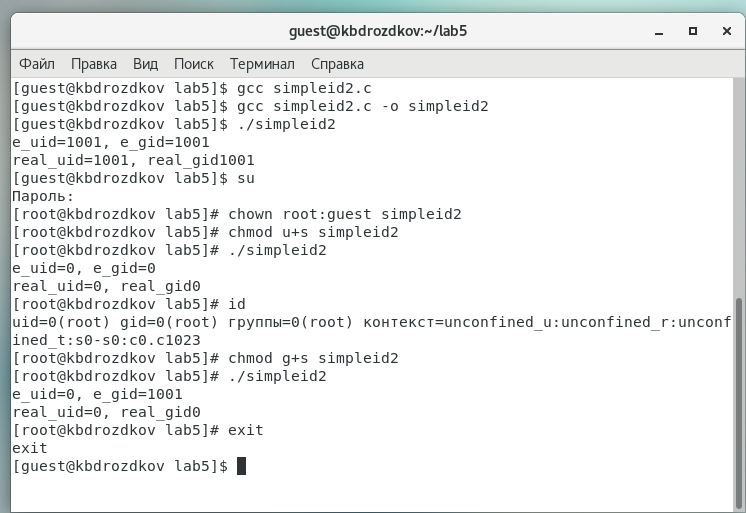 guest@kbdrozdkov:~/lab5
Файл Правка Вид Поиск Терминал Справка
[guest@kbdrozdkov lab5]$ gcc simpleid2.c
[guest@kbdrozdkov lab5]$ gcc simpleid2.c -o simpleid2
[guest@kbdrozdkov lab5]$ ./simpleid2
e_uid=1001, e_gid=1001
real_uid=1001, real_gid1001
[guest@kbdrozdkov lab5]$ su
Пароль:
[root@kbdrozdkov lab5]# chown root:guest simpleid2
[root@kbdrozdkov lab5]# chmod u+s simpleid2
[root@kbdrozdkov lab5]# ./simpleid2
e_uid=0, e_gid=0
real_uid=0, real_gid0
[root@kbdrozdkov lab5]# id
uid=0(root) gid=0(root) группы=0(root) контекст=unconfined_u:unconfined_r:unconf
ined_t:s0-s0:c0.c1023
[root@kbdrozdkov lab5]# chmod g+s simpleid2
[root@kbdrozdkov lab5]# ./simpleid2
e_uid=0, e_gid=1001
real_uid=0, real_gid0
[root@kbdrozdkov lab5]# exit
exit
[guest@kbdrozdkov lab5]$